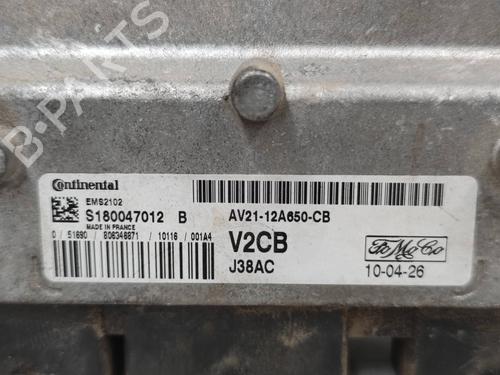 B-PARTS
Continental
EMS2102
S180047012 B
MADE IN FRANCE
0 / 51690 / 806346871 / 10116 / 001A4
AV21-12A650-CB
V2CB
J38AC
FoMoCo
10-04-26